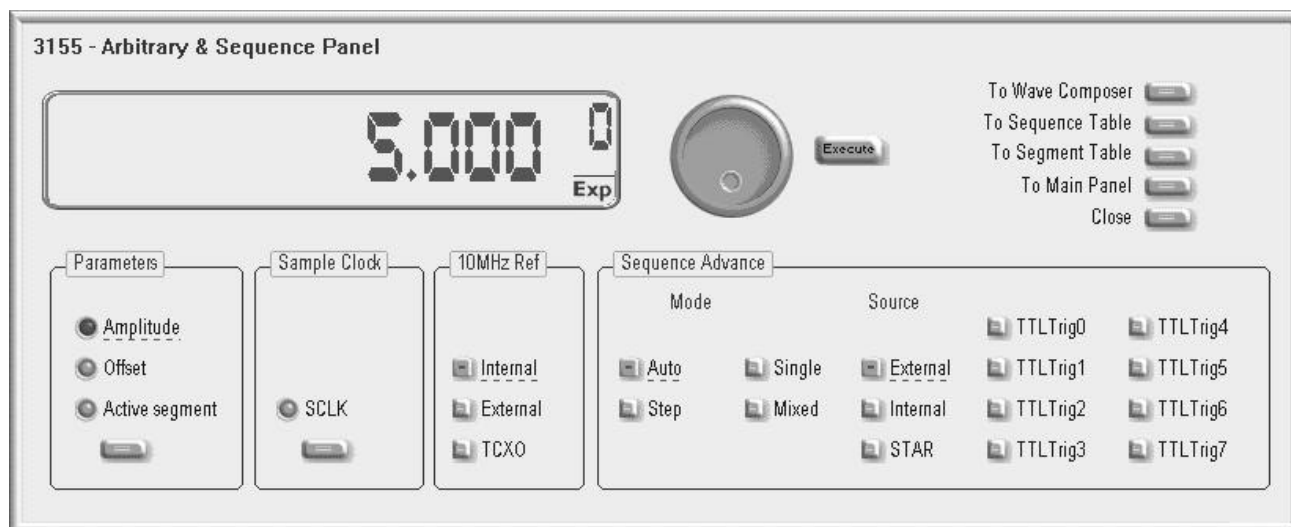 3155 - Arbitrary & Sequence Panel
5.000 0
Exp
Execute
To Wave Composer
To Sequence Table
To Segment Table
To Main Panel
Close
Parameters
Amplitude
Offset
Active segment
Sample Clock
SCLK
10MHz Ref
Internal
External
TCXO
Sequence Advance
Mode
Auto
Single
Step
Mixed
Source
External
Internal
STAR
TTLTrig0
TTLTrig1
TTLTrig2
TTLTrig3
TTLTrig4
TTLTrig5
TTLTrig6
TTLTrig7